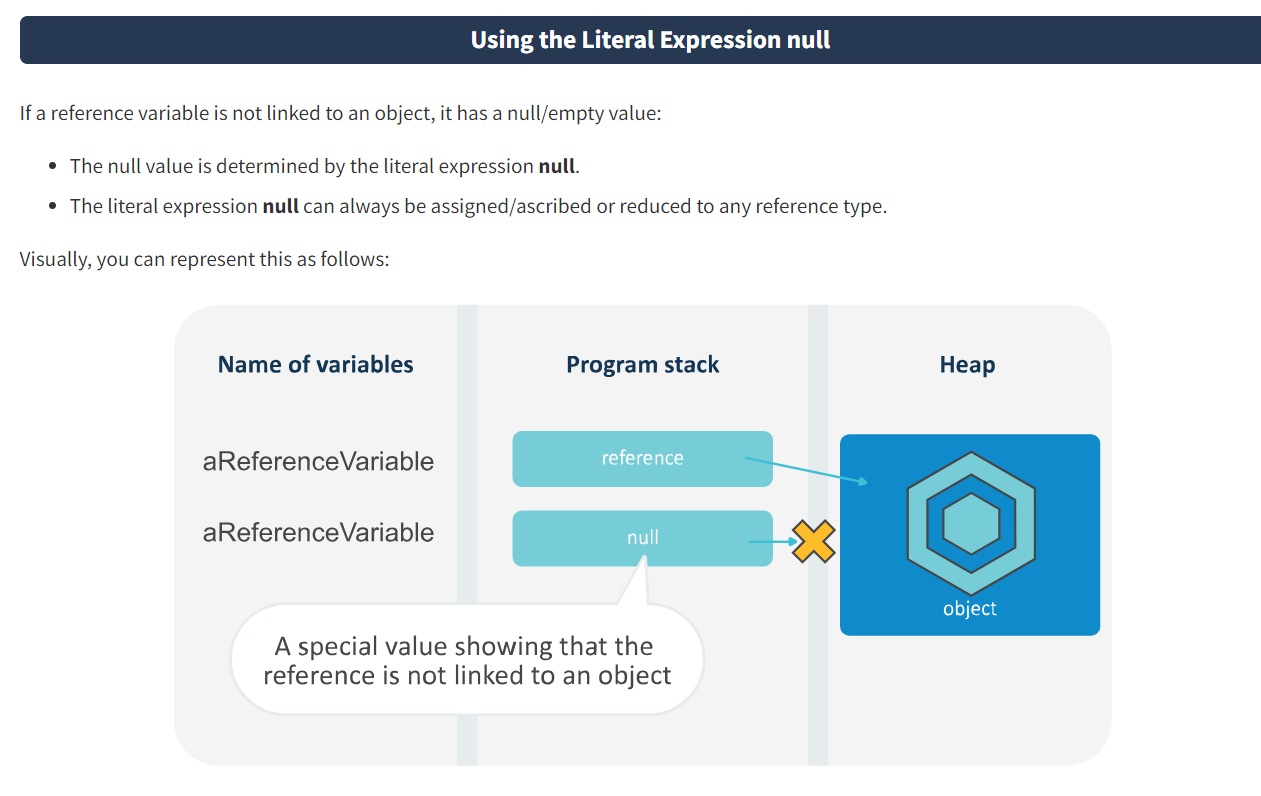 Using the Literal Expression null
If a reference variable is not linked to an object, it has a null/empty value:
• The null value is determined by the literal expression null.
• The literal expression null can always be assigned/ascribed or reduced to any reference type.
Visually, you can represent this as follows:
Name of variables
Program stack
Heap
aReferenceVariable
reference
aReferenceVariable
null
object
A special value showing that the
reference is not linked to an object